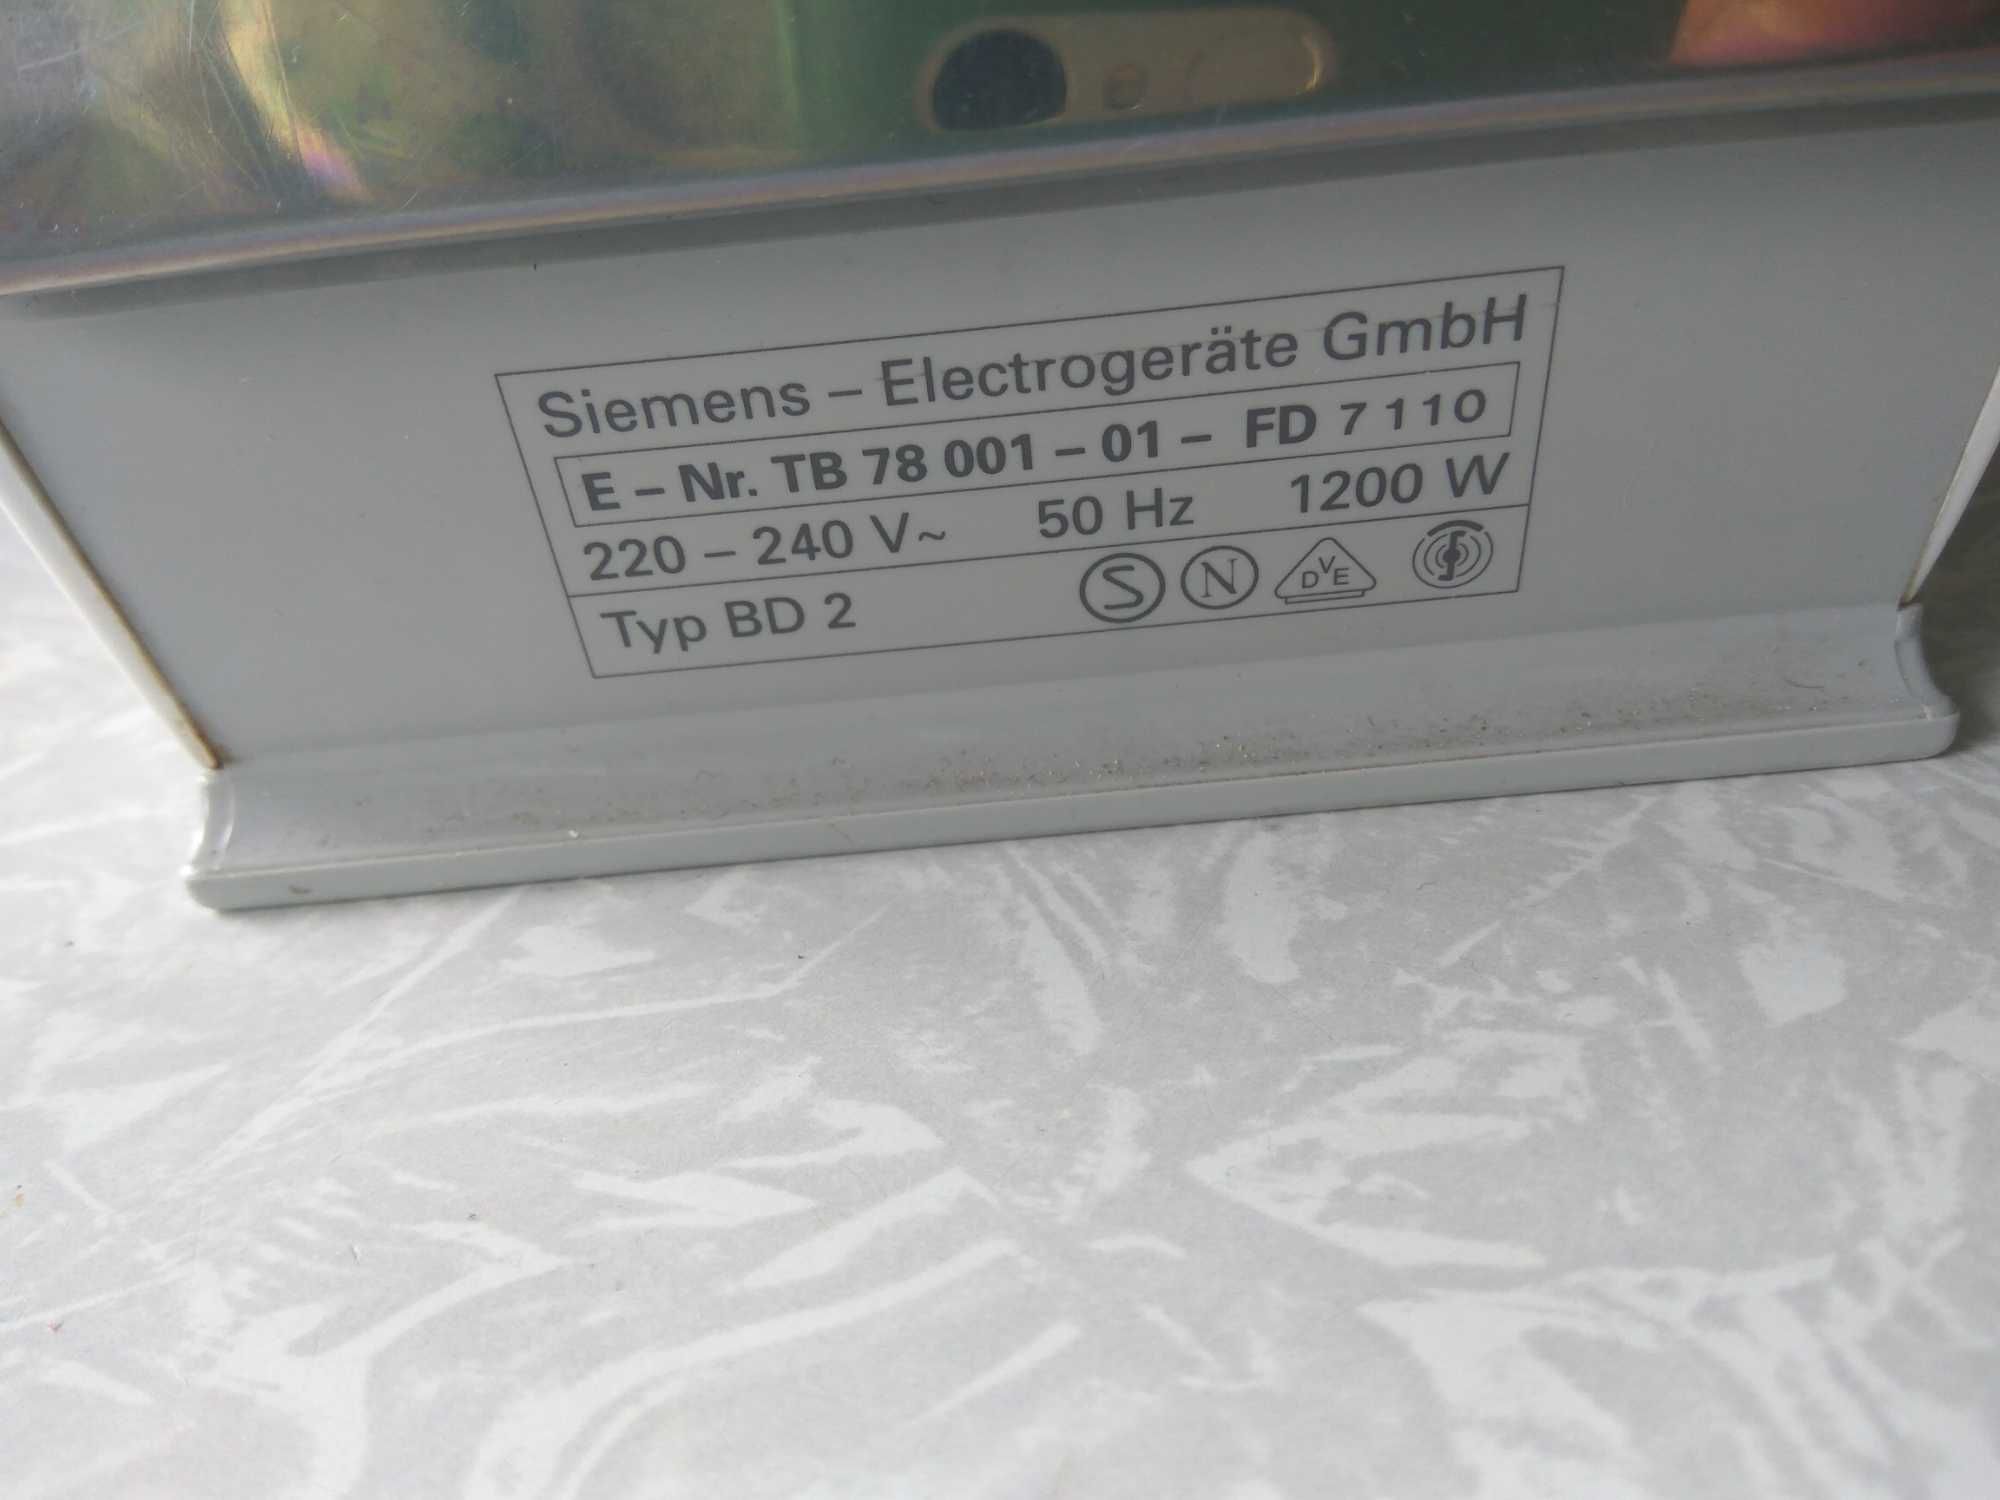 Siemens – Electrogeräte GmbH
E – Nr. TB 78 001 – 01 – FD 7110
220 – 240 V~ 50 Hz 1200 W
Typ BD 2 S N DVE